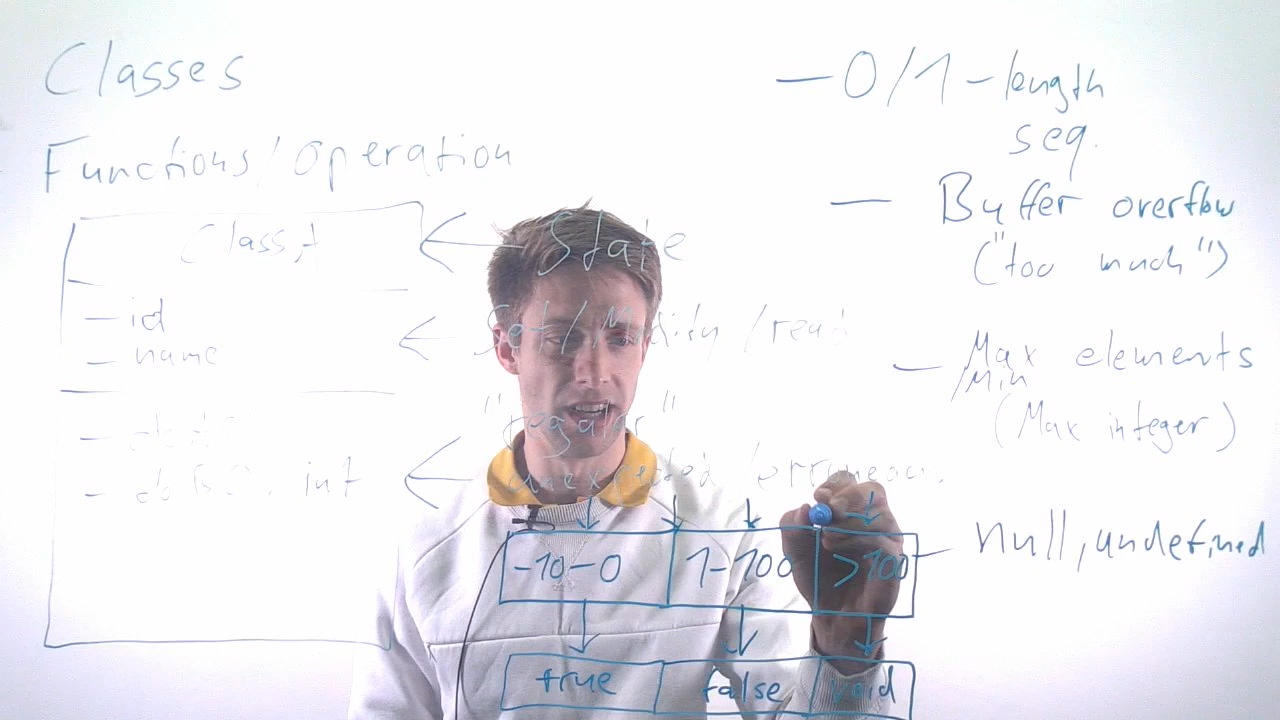 Classes
Functions/Operation
Class A
- id
- name
int
State
Set/Modify/read
"regular"
unexpected/erroneous
-10-0 1-100 >100
true false void
- 0/1-length
seq.
- Buffer overflow
("too much")
- Max elements
/Min
(Max integer)
- null, undefined